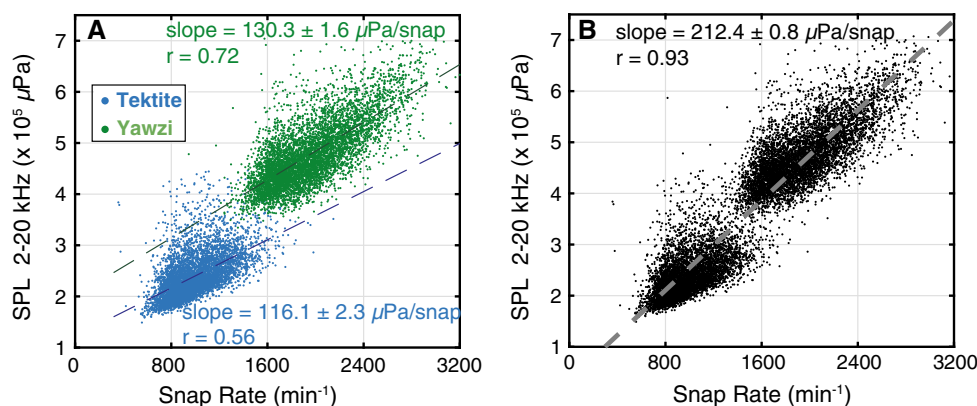 A
slope = 130.3 ± 1.6 µPa/snap
r = 0.72
Tektite
Yawzi
slope = 116.1 ± 2.3 µPa/snap
r = 0.56
SPL 2-20 kHz (x 10⁵ µPa)
7
6
5
4
3
2
1
0 800 1600 2400 3200
Snap Rate (min⁻¹)
B
slope = 212.4 ± 0.8 µPa/snap
r = 0.93
SPL 2-20 kHz (x 10⁵ µPa)
7
6
5
4
3
2
1
0 800 1600 2400 3200
Snap Rate (min⁻¹)